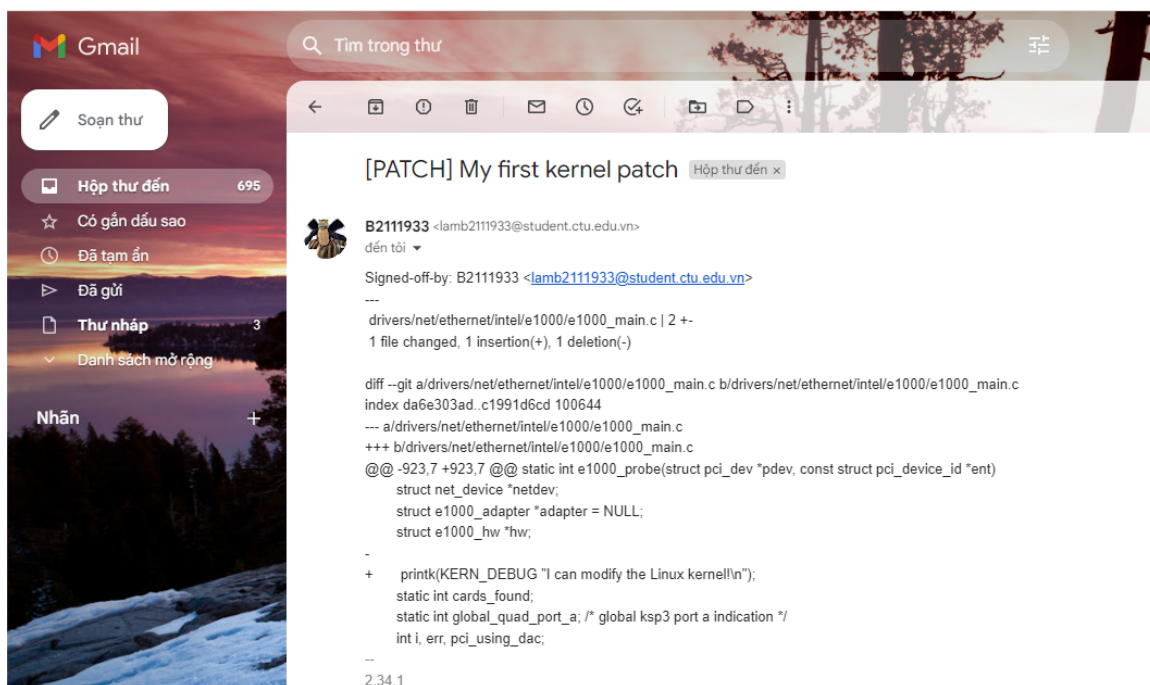 Gmail
Tìm trong thư
Soạn thư
Hộp thư đến 695
Có gắn dấu sao
Đã tạm ẩn
Đã gửi
Thư nháp 3
Danh sách mở rộng
Nhãn +
[PATCH] My first kernel patch Hộp thư đến ×
B2111933 <lamb2111933@student.ctu.edu.vn>
đến tôi
Signed-off-by: B2111933 <lamb2111933@student.ctu.edu.vn>
---
drivers/net/ethernet/intel/e1000/e1000_main.c | 2 +-
1 file changed, 1 insertion(+), 1 deletion(-)
diff --git a/drivers/net/ethernet/intel/e1000/e1000_main.c b/drivers/net/ethernet/intel/e1000/e1000_main.c
index da6e303ad..c1991d6cd 100644
--- a/drivers/net/ethernet/intel/e1000/e1000_main.c
+++ b/drivers/net/ethernet/intel/e1000/e1000_main.c
@@ -923,7 +923,7 @@ static int e1000_probe(struct pci_dev *pdev, const struct pci_device_id *ent)
struct net_device *netdev;
struct e1000_adapter *adapter = NULL;
struct e1000_hw *hw;
-
+ printk(KERN_DEBUG "I can modify the Linux kernel!\n");
static int cards_found;
static int global_quad_port_a; /* global ksp3 port a indication */
int i, err, pci_using_dac;
--
2.34.1